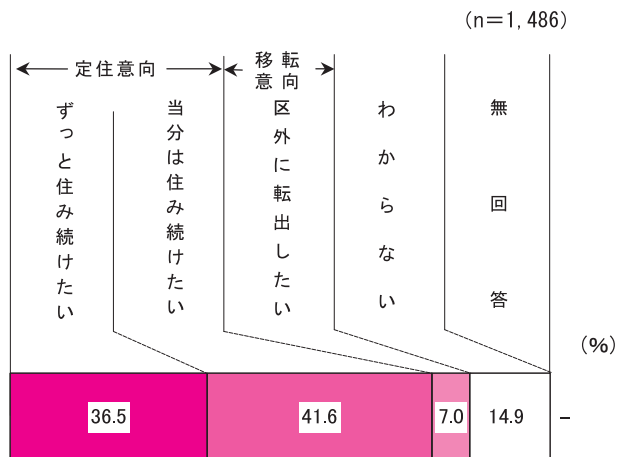 (n＝1,486)
定住意向
移転
意向
ずっと住み続けたい
当分は住み続けたい
区外に転出したい
わからない
無回答
(％)
36.5
41.6
7.0
14.9
－